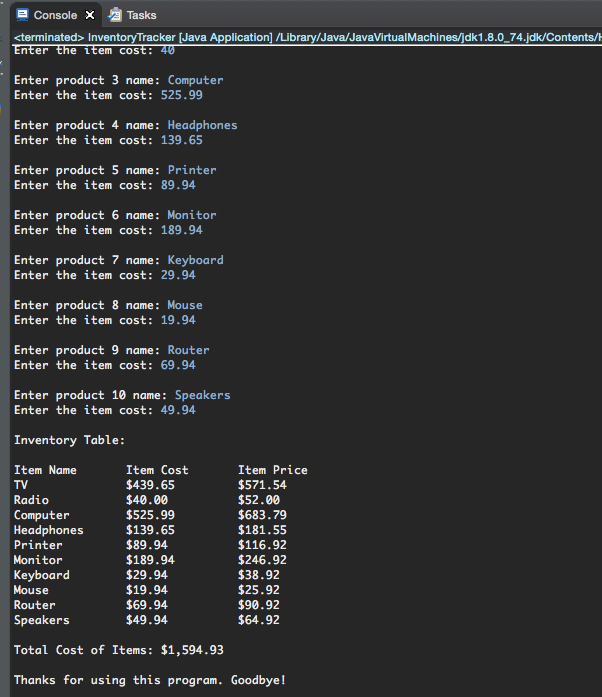 Console Tasks
<terminated> InventoryTracker [Java Application] /Library/Java/JavaVirtualMachines/jdk1.8.0_74.jdk/Contents/
Enter the item cost: 40
Enter product 3 name: Computer
Enter the item cost: 525.99
Enter product 4 name: Headphones
Enter the item cost: 139.65
Enter product 5 name: Printer
Enter the item cost: 89.94
Enter product 6 name: Monitor
Enter the item cost: 189.94
Enter product 7 name: Keyboard
Enter the item cost: 29.94
Enter product 8 name: Mouse
Enter the item cost: 19.94
Enter product 9 name: Router
Enter the item cost: 69.94
Enter product 10 name: Speakers
Enter the item cost: 49.94
Inventory Table:
Item Name Item Cost Item Price
TV $439.65 $571.54
Radio $40.00 $52.00
Computer $525.99 $683.79
Headphones $139.65 $181.55
Printer $89.94 $116.92
Monitor $189.94 $246.92
Keyboard $29.94 $38.92
Mouse $19.94 $25.92
Router $69.94 $90.92
Speakers $49.94 $64.92
Total Cost of Items: $1,594.93
Thanks for using this program. Goodbye!